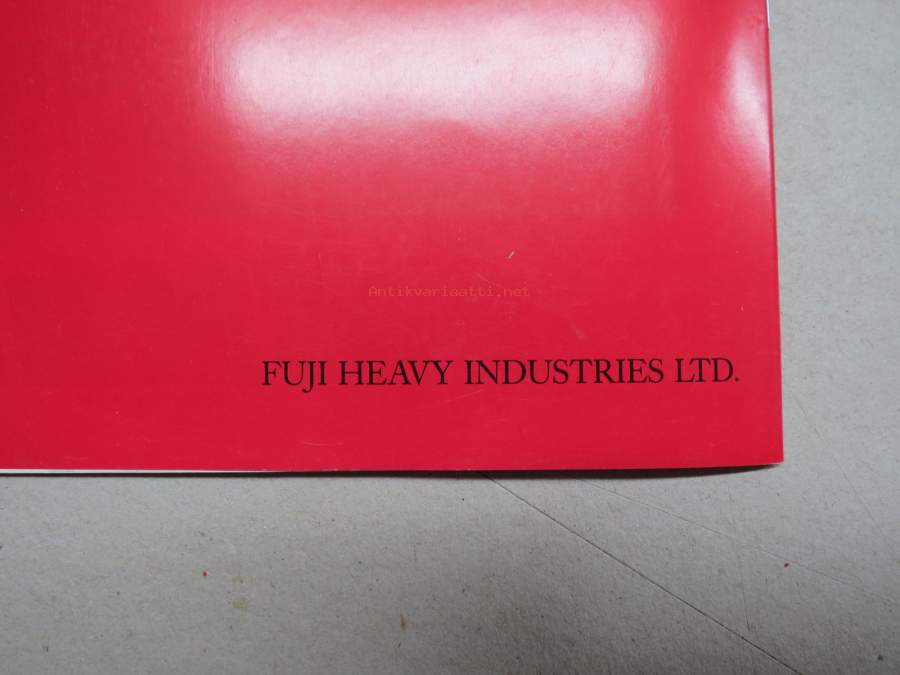 Antikvariaatti.net
FUJI HEAVY INDUSTRIES LTD.